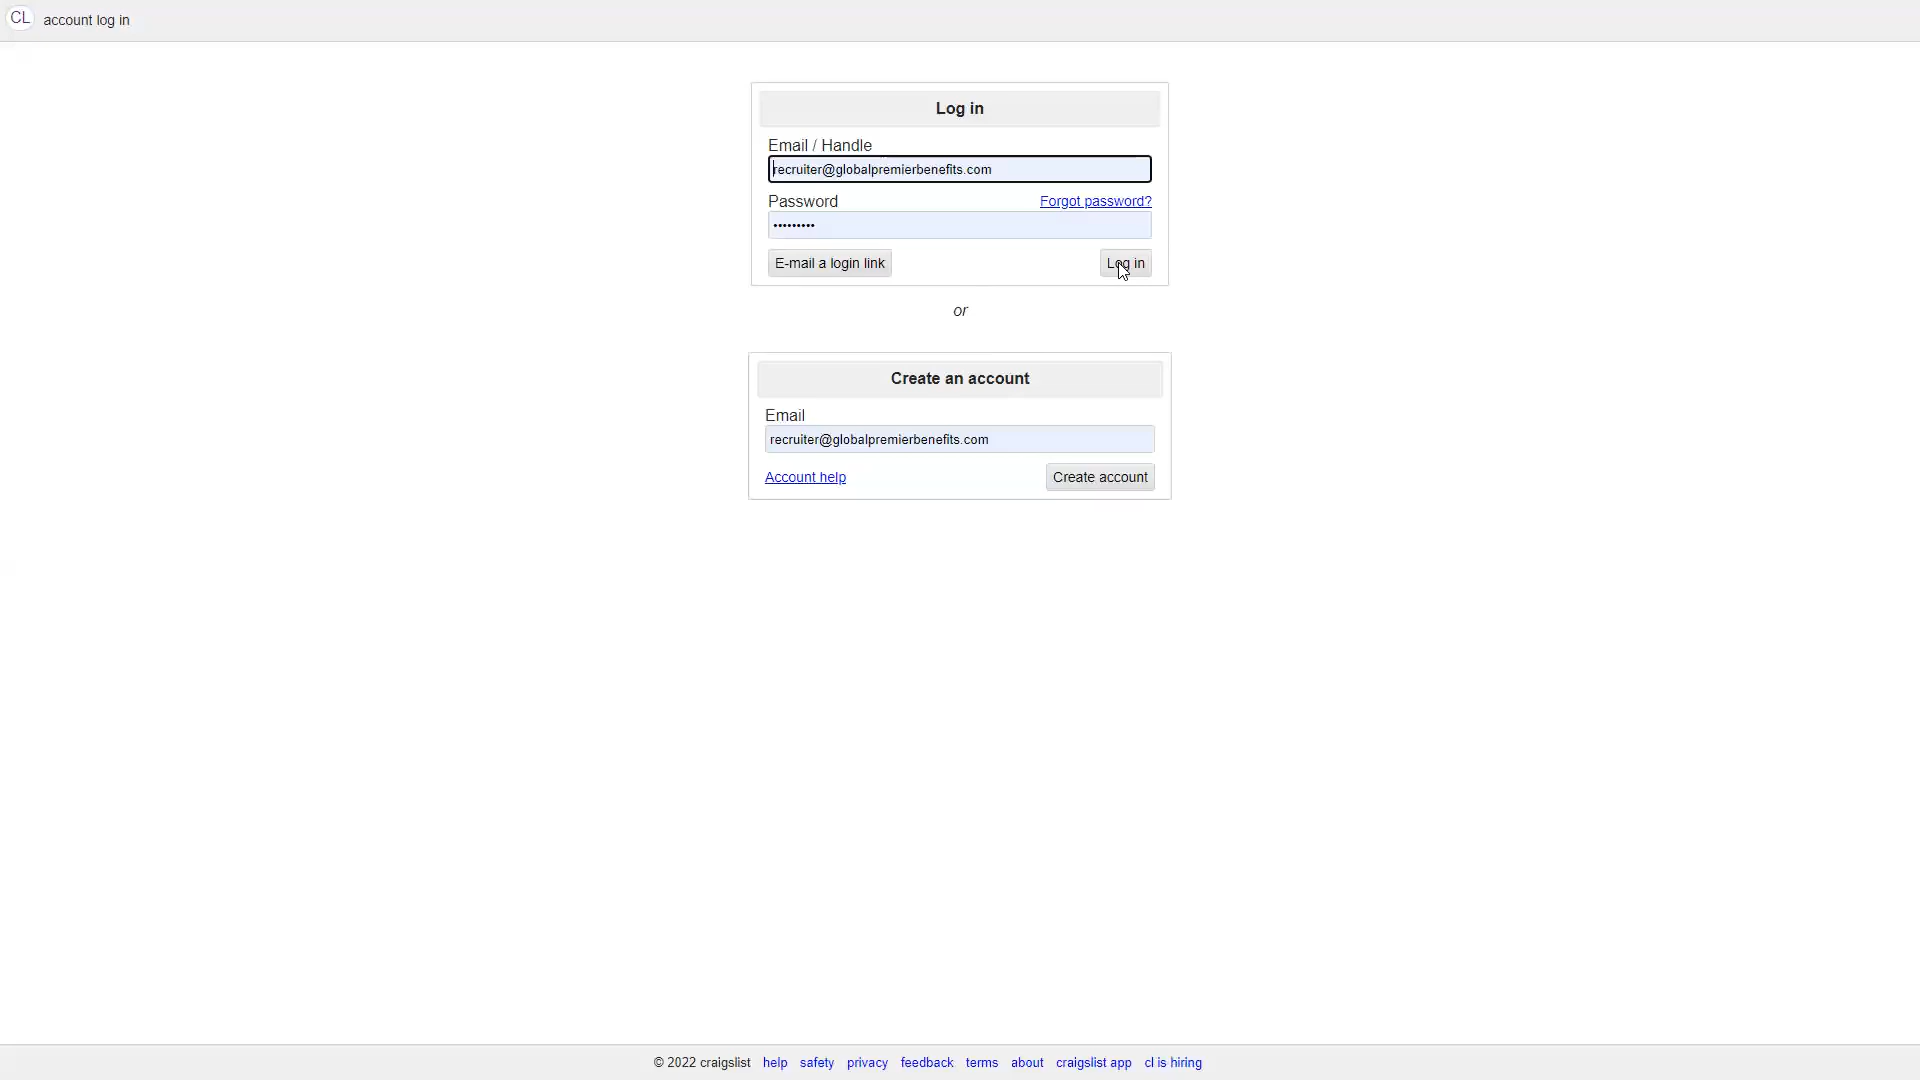 CL account log in
Log in
Email / Handle
recruiter@globalpremierbenefits.com
Password Forgot password?
•••••••••
E-mail a login link Log in
or
Create an account
Email
recruiter@globalpremierbenefits.com
Account help Create account
© 2022 craigslist help safety privacy feedback terms about craigslist app cl is hiring